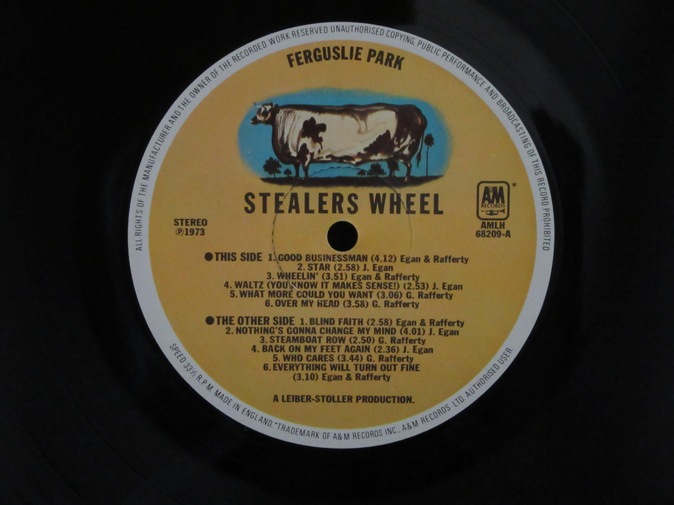 ALL RIGHTS OF THE MANUFACTURER AND THE OWNER OF THE RECORDED WORK RESERVED UNAUTHORISED COPYING, PUBLIC PERFORMANCE AND BROADCASTING OF THIS RECORD PROHIBITED
FERGUSLIE PARK
STEALERS WHEEL
STEREO
℗1973
AM
RECORDS
AMLH
68209-A
●THIS SIDE 1. GOOD BUSINESSMAN (4.12) Egan & Rafferty
2. STAR (2.58) J. Egan
3. WHEELIN' (3.51) Egan & Rafferty
4. WALTZ (YOU KNOW IT MAKES SENSE!) (2.53) J. Egan
5. WHAT MORE COULD YOU WANT (3.06) G. Rafferty
6. OVER MY HEAD (3.58) G. Rafferty
●THE OTHER SIDE 1. BLIND FAITH (2.58) Egan & Rafferty
2. NOTHING'S GONNA CHANGE MY MIND (4.01) J. Egan
3. STEAMBOAT ROW (2.50) G. Rafferty
4. BACK ON MY FEET AGAIN (2.36) J. Egan
5. WHO CARES (3.44) G. Rafferty
6. EVERYTHING WILL TURN OUT FINE
(3.10) Egan & Rafferty
A LEIBER-STOLLER PRODUCTION.
SPEED 33⅓ R.P.M. MADE IN ENGLAND *TRADEMARK OF A&M RECORDS INC., A&M RECORDS LTD. AUTHORISED USER.